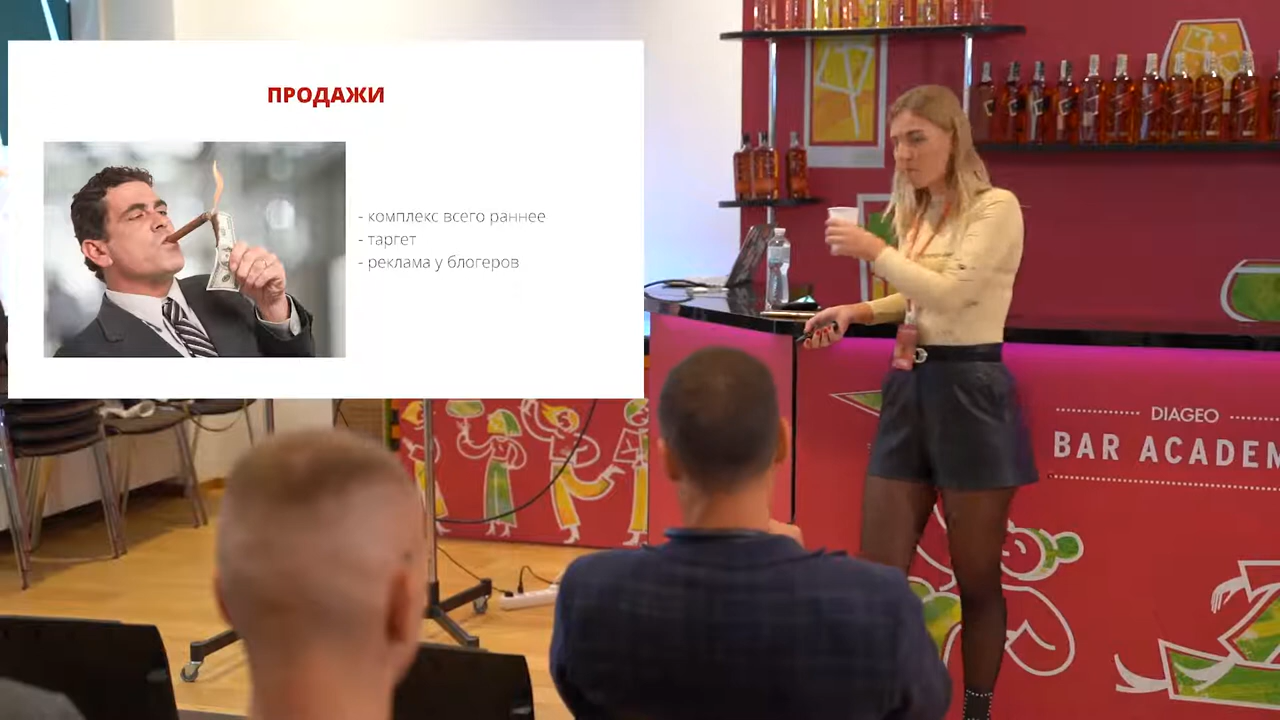 ПРОДАЖИ
- комплекс всего раннее
- таргет
- реклама у блогеров
DIAGEO
BAR ACADEM